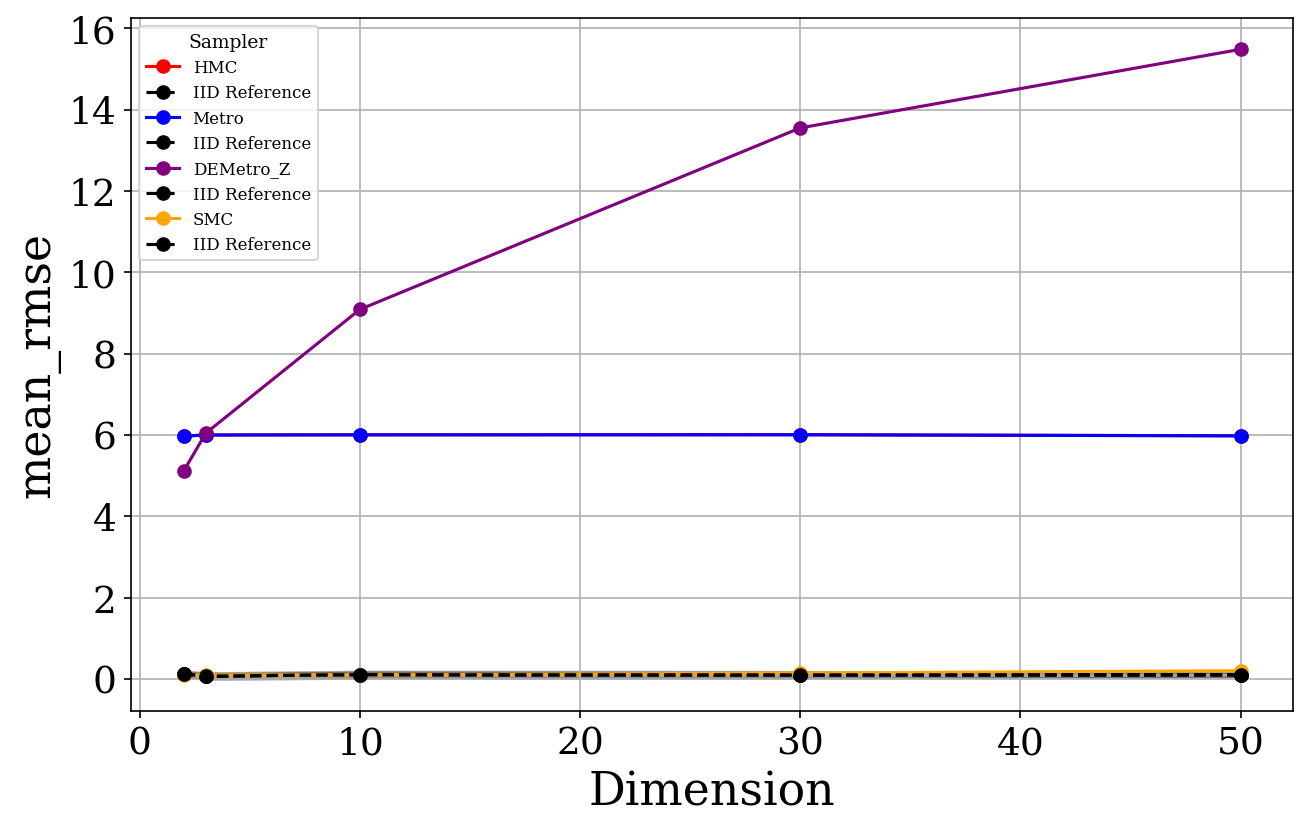 Sampler
HMC
IID Reference
Metro
IID Reference
DEMetro_Z
IID Reference
SMC
IID Reference
mean_rmse
16
14
12
10
8
6
4
2
0
0 10 20 30 40 50
Dimension